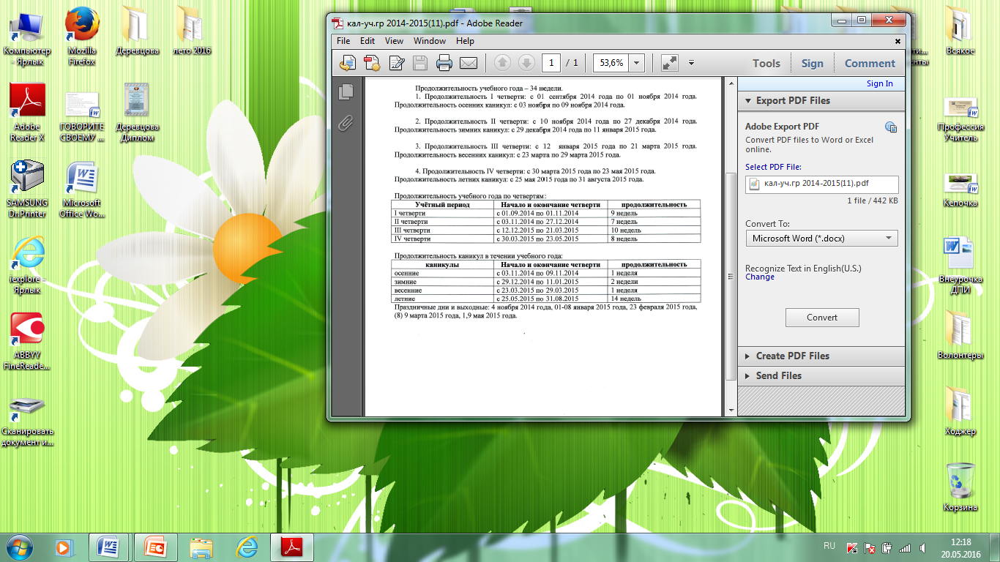 Компьютер - Ярлык
Mozilla Firefox
Деревцова
лето 2016
Adobe Reader X
ГОВОРИТЕ СВОЕМУ ...
Деревцова Диплом
SAMSUNG Dr.Printer
Microsoft Office Wo...
iexplore - Ярлык
ABBYY FineReade...
Сканировать документ и...
кал-уч.гр 2014-2015(11).pdf - Adobe Reader
File Edit View Window Help
1 / 1 53,6% Tools Sign Comment
Продолжительность учебного года – 34 недели.
1. Продолжительность I четверти: с 01 сентября 2014 года по 01 ноября 2014 года.
Продолжительность осенних каникул: с 03 ноября по 09 ноября 2014 года.
2. Продолжительность II четверти: с 10 ноября 2014 года по 27 декабря 2014 года.
Продолжительность зимних каникул: с 29 декабря 2014 года по 11 января 2015 года.
3. Продолжительность III четверти: с 12 января 2015 года по 21 марта 2015 года.
Продолжительность весенних каникул: с 23 марта по 29 марта 2015 года.
4. Продолжительность IV четверти: с 30 марта 2015 года по 23 мая 2015 года.
Продолжительность летних каникул: с 25 мая 2015 года по 31 августа 2015 года.
Продолжительность учебного года по четвертям:
Учётный период Начало и окончание четверти продолжительность
I четверти с 01.09.2014 по 01.11.2014 9 недель
II четверти с 03.11.2014 по 27.12.2014 7 недель
III четверти с 12.12.2015 по 21.03.2015 10 недель
IV четверти с 30.03.2015 по 23.05.2015 8 недель
Продолжительность каникул в течении учебного года:
каникулы Начало и окончание четверти продолжительность
осенние с 03.11.2014 по 09.11.2014 1 неделя
зимние с 29.12.2014 по 11.01.2015 2 недели
весенние с 23.03.2015 по 29.03.2015 1 неделя
летние с 25.05.2015 по 31.08.2015 14 недель
Праздничные дни и выходные: 4 ноября 2014 года, 01-08 января 2015 года, 23 февраля 2015 года,
(8) 9 марта 2015 года, 1,9 мая 2015 года.
Sign In
Export PDF Files
Adobe Export PDF
Convert PDF files to Word or Excel
online.
Select PDF File:
кал-уч.гр 2014-2015(11).pdf
1 file / 442 KB
Convert To:
Microsoft Word (*.docx)
Recognize Text in English(U.S.)
Change
Convert
Create PDF Files
Send Files
Всякое
Профессия Учитель
Кепочка
Внеурочка ДПИ
Волонтеры
Ходжер
Корзина
RU
12:18
20.05.2016